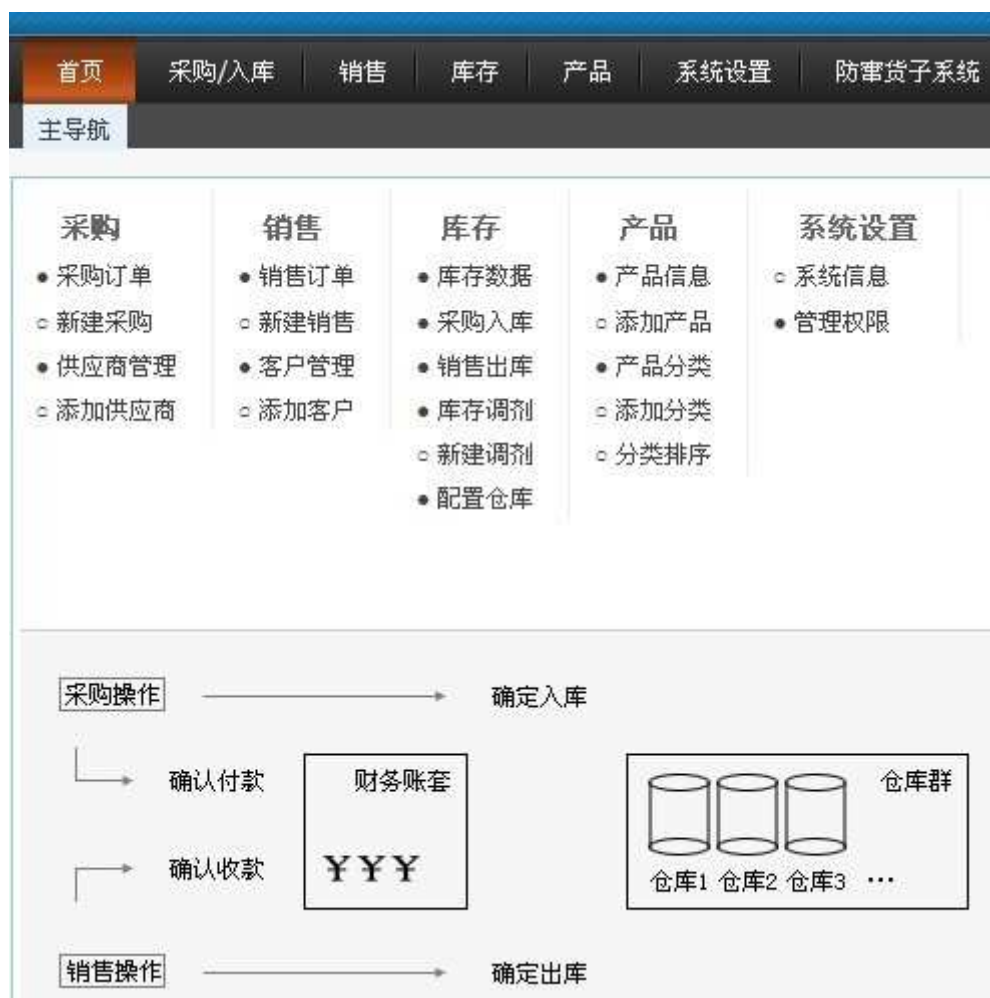 首页 采购/入库 销售 库存 产品 系统设置 防窜货子系统
主导航
采购 销售 库存 产品 系统设置
● 采购订单 ● 销售订单 ● 库存数据 ● 产品信息 ○ 系统信息
○ 新建采购 ○ 新建销售 ● 采购入库 ○ 添加产品 ● 管理权限
● 供应商管理 ● 客户管理 ● 销售出库 ● 产品分类
○ 添加供应商 ○ 添加客户 ● 库存调剂 ○ 添加分类
○ 新建调剂 ○ 分类排序
● 配置仓库
采购操作 确定入库
确认付款 财务账套 仓库群
确认收款 ¥¥¥ 仓库1 仓库2 仓库3 …
销售操作 确定出库